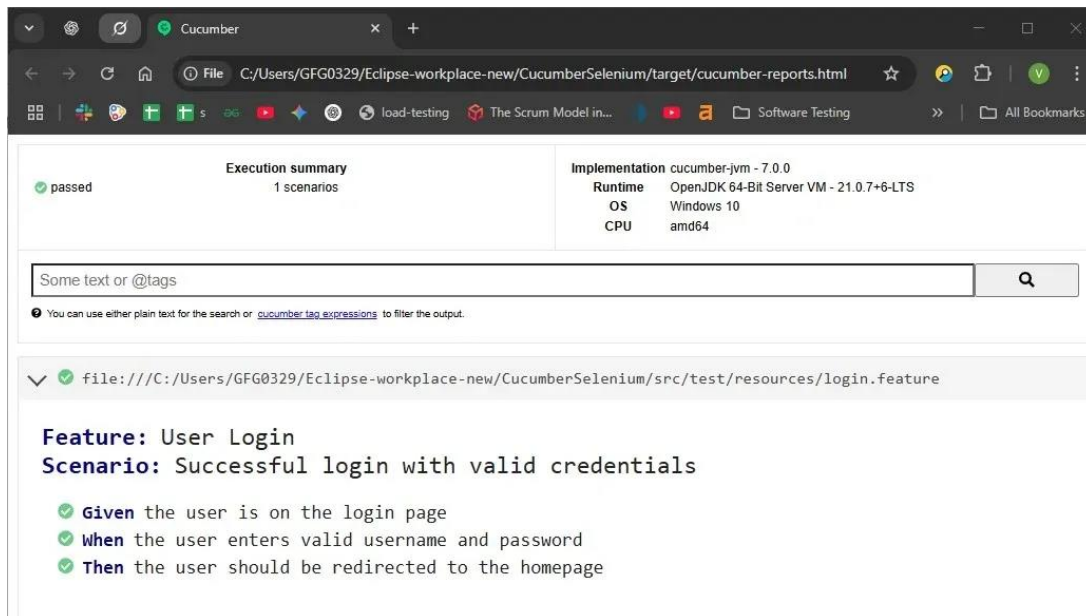 Cucumber
File C:/Users/GFG0329/Eclipse-workplace-new/CucumberSelenium/target/cucumber-reports.html
V
s
load-testing
The Scrum Model in...
a
Software Testing
All Bookmarks
Execution summary
passed
1 scenarios
Implementation cucumber-jvm - 7.0.0
Runtime OpenJDK 64-Bit Server VM - 21.0.7+6-LTS
OS Windows 10
CPU amd64
Some text or @tags
You can use either plain text for the search or cucumber tag expressions to filter the output.
file:///C:/Users/GFG0329/Eclipse-workplace-new/CucumberSelenium/src/test/resources/login.feature
Feature: User Login
Scenario: Successful login with valid credentials
Given the user is on the login page
When the user enters valid username and password
Then the user should be redirected to the homepage